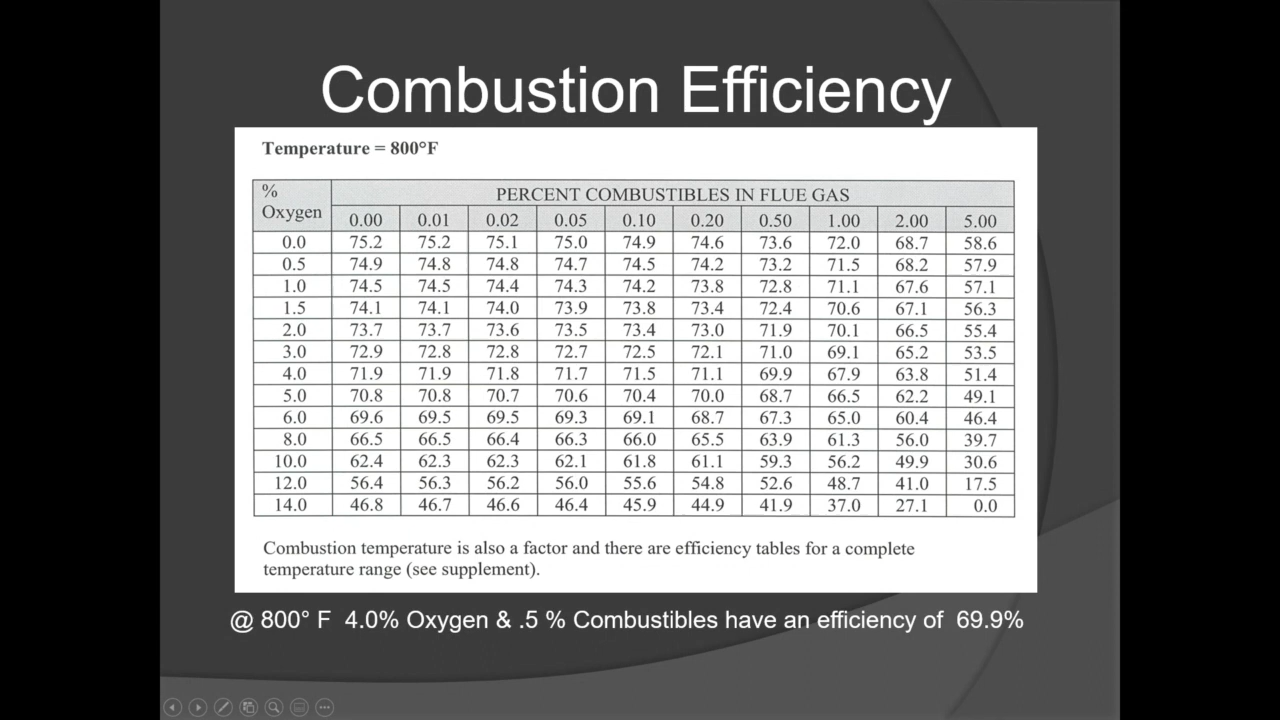 Combustion Efficiency
Temperature = 800°F
% Oxygen PERCENT COMBUSTIBLES IN FLUE GAS
0.00 0.01 0.02 0.05 0.10 0.20 0.50 1.00 2.00 5.00
0.0 75.2 75.2 75.1 75.0 74.9 74.6 73.6 72.0 68.7 58.6
0.5 74.9 74.8 74.8 74.7 74.5 74.2 73.2 71.5 68.2 57.9
1.0 74.5 74.5 74.4 74.3 74.2 73.8 72.8 71.1 67.6 57.1
1.5 74.1 74.1 74.0 73.9 73.8 73.4 72.4 70.6 67.1 56.3
2.0 73.7 73.7 73.6 73.5 73.4 73.0 71.9 70.1 66.5 55.4
3.0 72.9 72.8 72.8 72.7 72.5 72.1 71.0 69.1 65.2 53.5
4.0 71.9 71.9 71.8 71.7 71.5 71.1 69.9 67.9 63.8 51.4
5.0 70.8 70.8 70.7 70.6 70.4 70.0 68.7 66.5 62.2 49.1
6.0 69.6 69.5 69.5 69.3 69.1 68.7 67.3 65.0 60.4 46.4
8.0 66.5 66.5 66.4 66.3 66.0 65.5 63.9 61.3 56.0 39.7
10.0 62.4 62.3 62.3 62.1 61.8 61.1 59.3 56.2 49.9 30.6
12.0 56.4 56.3 56.2 56.0 55.6 54.8 52.6 48.7 41.0 17.5
14.0 46.8 46.7 46.6 46.4 45.9 44.9 41.9 37.0 27.1 0.0
Combustion temperature is also a factor and there are efficiency tables for a complete
temperature range (see supplement).
@ 800° F 4.0% Oxygen & .5 % Combustibles have an efficiency of 69.9%